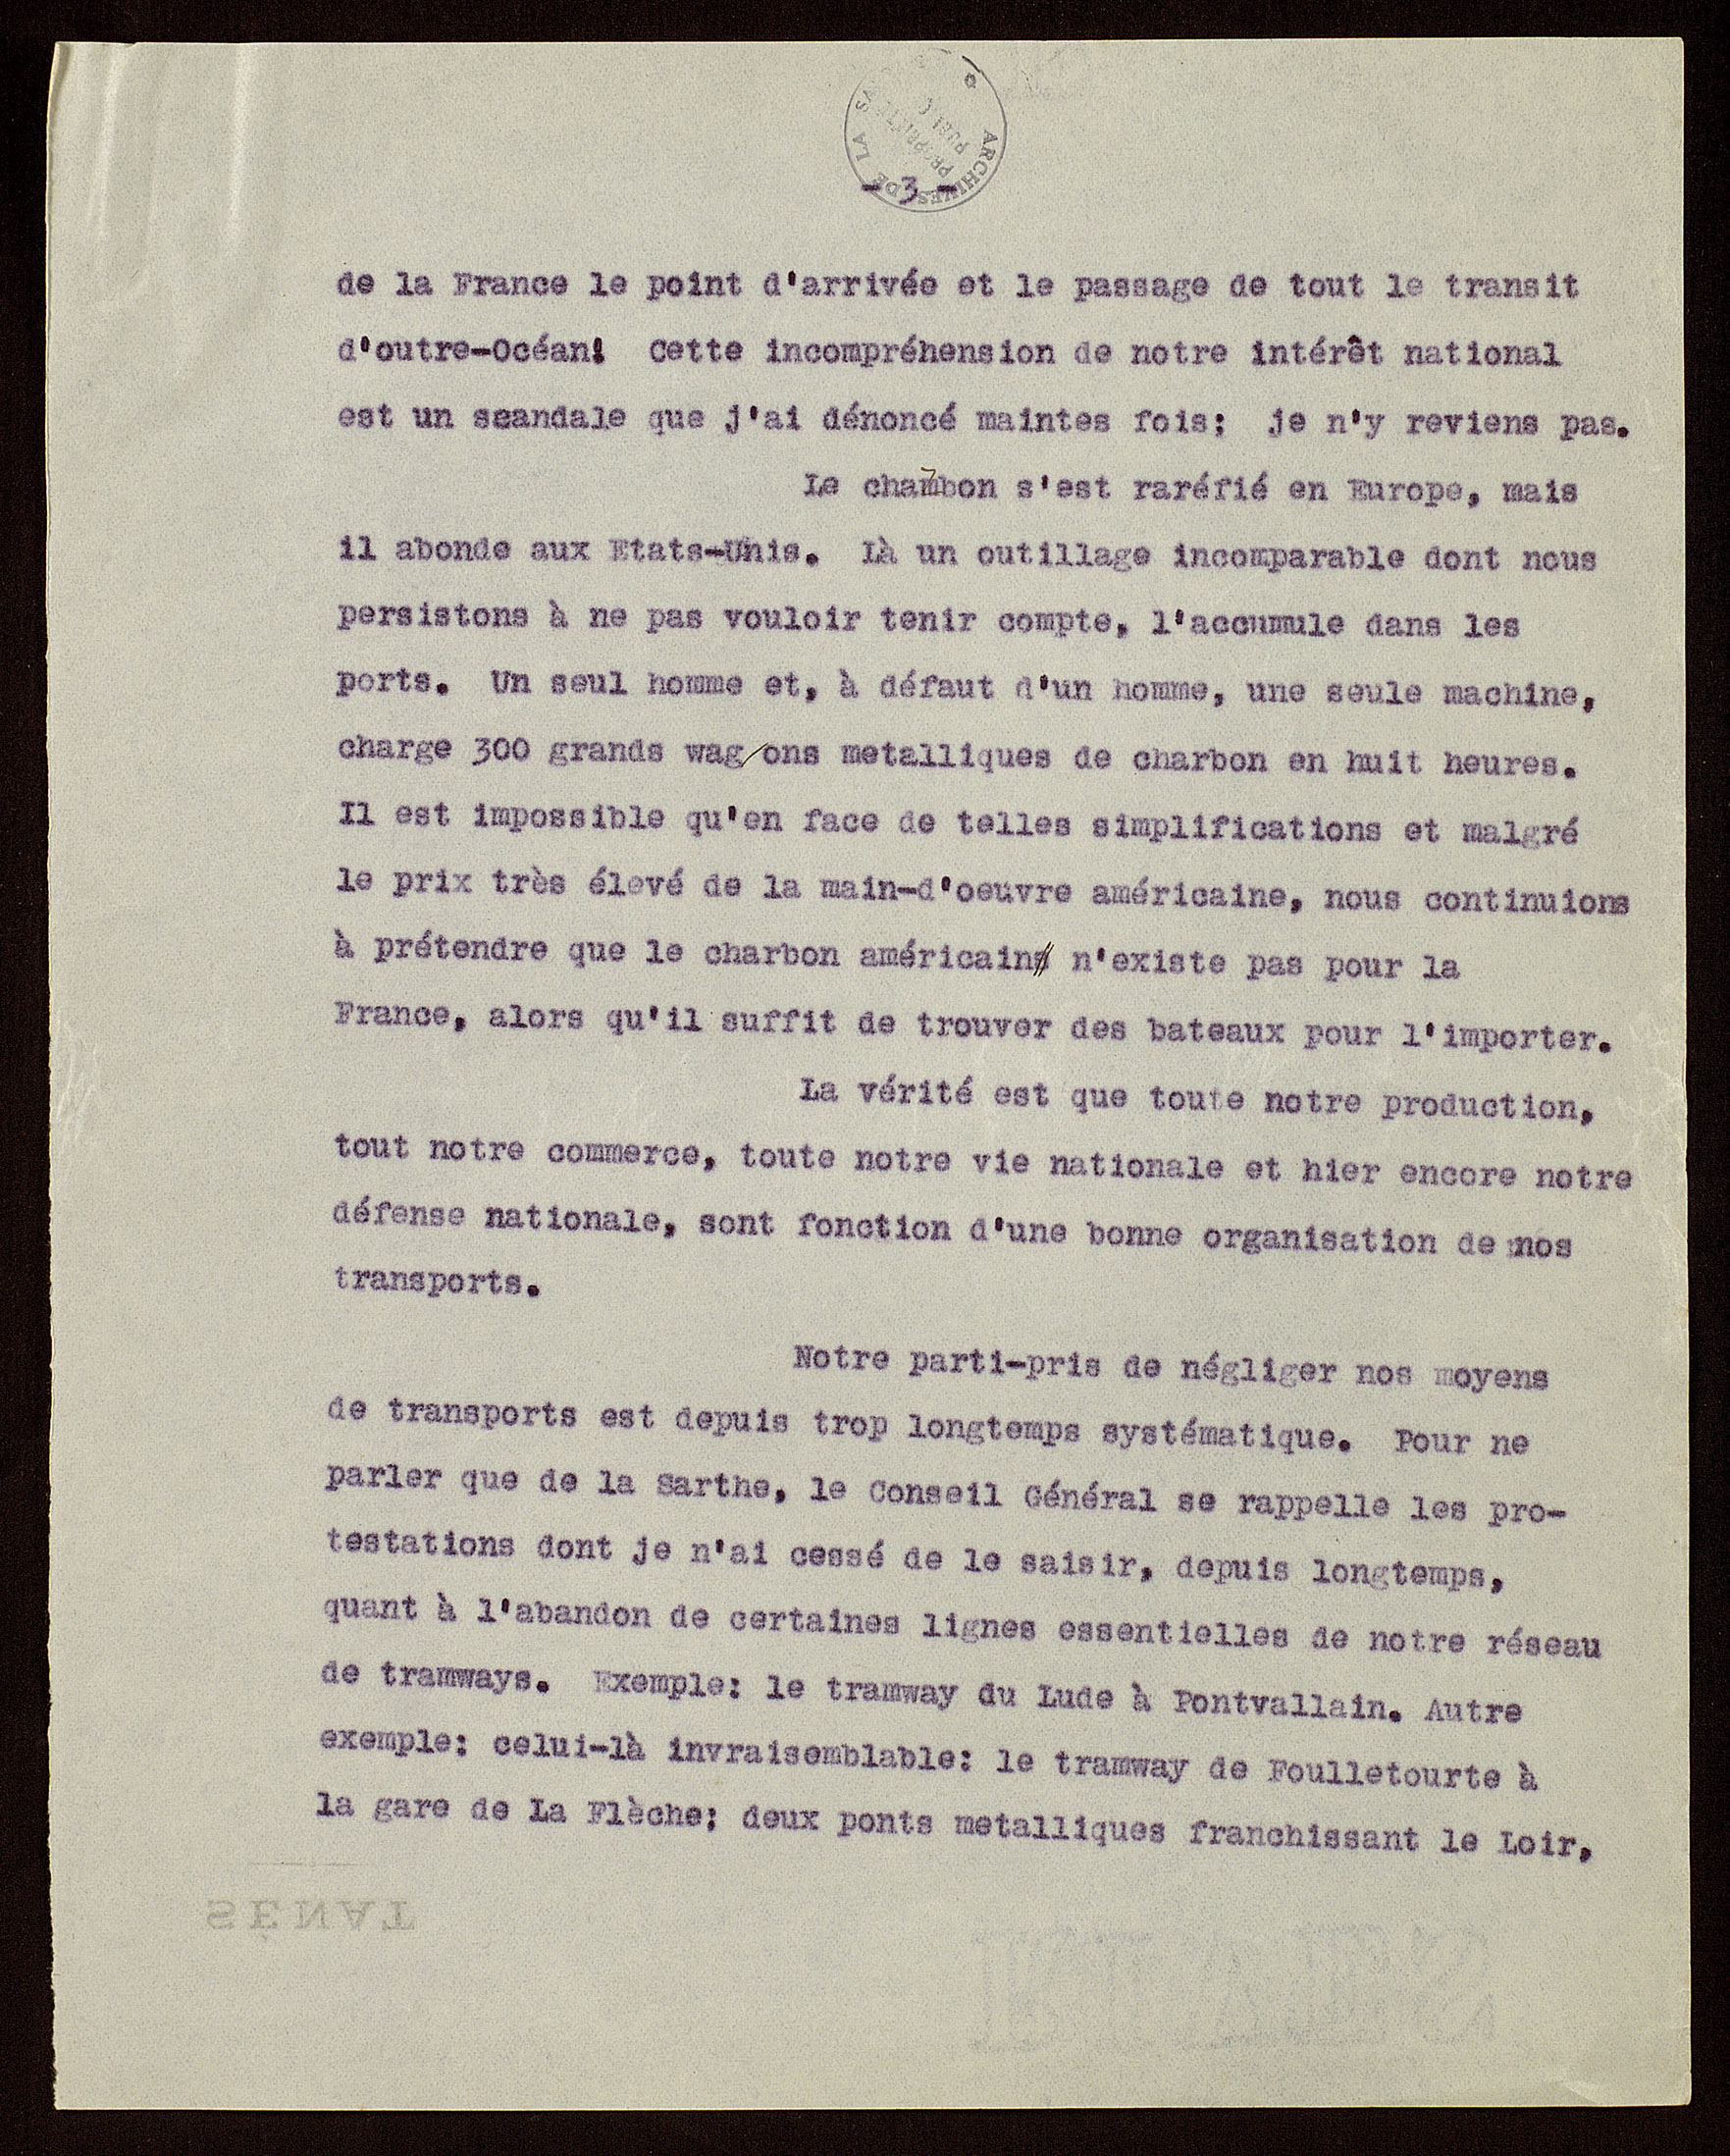 ARCHIVES DE LA
PUBLI
- 3 -
de la France le point d'arrivée et le passage de tout le transit
d'outre-Océan! Cette incompréhension de notre intérêt national
est un scandale que j'ai dénoncé maintes fois; je n'y reviens pas.
Le charbon s'est raréfié en Europe, mais
il abonde aux Etats-Unis. Là un outillage incomparable dont nous
persistons à ne pas vouloir tenir compte, l'accumule dans les
ports. Un seul homme et, à défaut d'un homme, une seule machine,
charge 300 grands wagons metalliques de charbon en huit heures.
Il est impossible qu'en face de telles simplifications et malgré
le prix très élevé de la main-d'oeuvre américaine, nous continuions
à prétendre que le charbon américain n'existe pas pour la
France, alors qu'il suffit de trouver des bateaux pour l'importer.
La vérité est que toute notre production,
tout notre commerce, toute notre vie nationale et hier encore notre
défense nationale, sont fonction d'une bonne organisation de nos
transports.
Notre parti-pris de négliger nos moyens
de transports est depuis trop longtemps systématique. Pour ne
parler que de la Sarthe, le Conseil Général se rappelle les pro-
testations dont je n'ai cessé de le saisir, depuis longtemps,
quant à l'abandon de certaines lignes essentielles de notre réseau
de tramways. Exemple: le tramway du Lude à Pontvallain. Autre
exemple: celui-là invraisemblable: le tramway de Foulletourte à
la gare de La Flèche; deux ponts metalliques franchissant le Loir,
SÉNAT